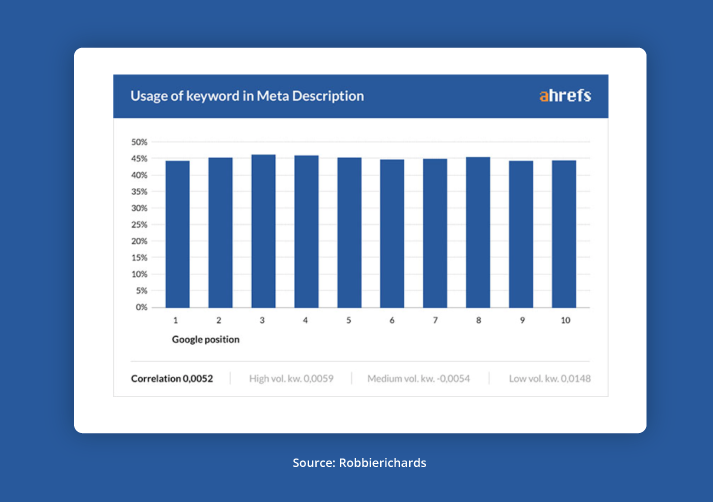 Usage of keyword in Meta Description
ahrefs
50%
45%
40%
35%
30%
25%
20%
15%
10%
5%
0%
1 2 3 4 5 6 7 8 9 10
Google position
Correlation 0,0052 High vol. kw. 0,0059 Medium vol. kw. -0,0054 Low vol. kw. 0,0148
Source: Robbierichards